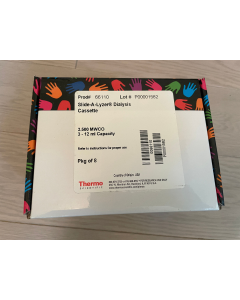 Prod# 66110 Lot # P00001582
Slide-A-Lyzer® Dialysis
Cassette
3,500 MWCO
3 - 12 ml Capacity
Refer to instructions for proper use
Pkg of 8
Thermo
SCIENTIFIC